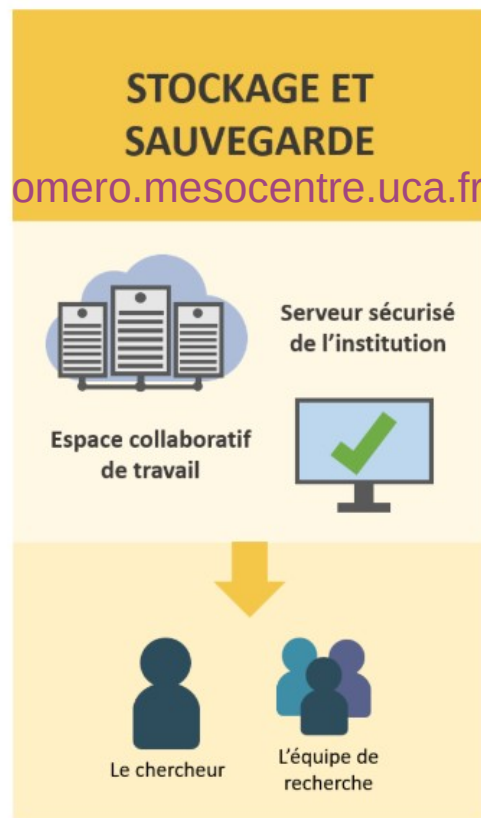 STOCKAGE ET
SAUVEGARDE
omero.mesocentre.uca.fr
Serveur sécurisé
de l'institution
Espace collaboratif
de travail
Le chercheur
L'équipe de
recherche